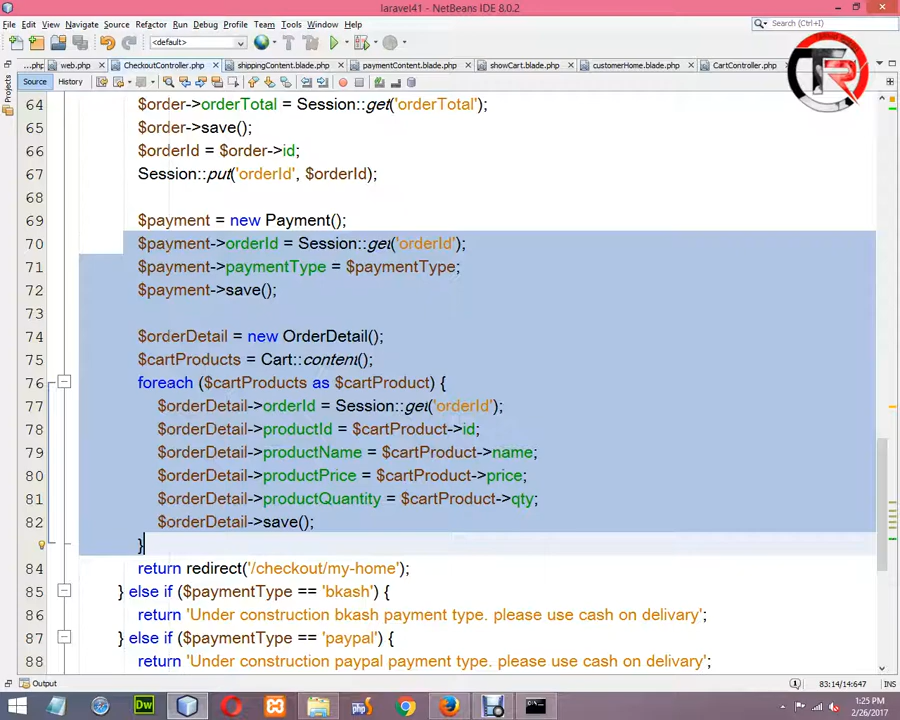 laravel41 - NetBeans IDE 8.0.2
File Edit View Navigate Source Refactor Run Debug Profile Team Tools Window Help
Search (Ctrl+I)
<default>
....php web.php CheckoutController.php shippingContent.blade.php paymentContent.blade.php showCart.blade.php customerHome.blade.php CartController.php
Source History
Projects
64 $order->orderTotal = Session::get('orderTotal');
65 $order->save();
66 $orderId = $order->id;
67 Session::put('orderId', $orderId);
68
69 $payment = new Payment();
70 $payment->orderId = Session::get('orderId');
71 $payment->paymentType = $paymentType;
72 $payment->save();
73
74 $orderDetail = new OrderDetail();
75 $cartProducts = Cart::content();
76 foreach ($cartProducts as $cartProduct) {
77 $orderDetail->orderId = Session::get('orderId');
78 $orderDetail->productId = $cartProduct->id;
79 $orderDetail->productName = $cartProduct->name;
80 $orderDetail->productPrice = $cartProduct->price;
81 $orderDetail->productQuantity = $cartProduct->qty;
82 $orderDetail->save();
}
84 return redirect('/checkout/my-home');
85 } else if ($paymentType == 'bkash') {
86 return 'Under construction bkash payment type. please use cash on delivary';
87 } else if ($paymentType == 'paypal') {
88 return 'Under construction paypal payment type. please use cash on delivary';
Output
83:14/14:647 INS
1:25 PM
2/26/2017